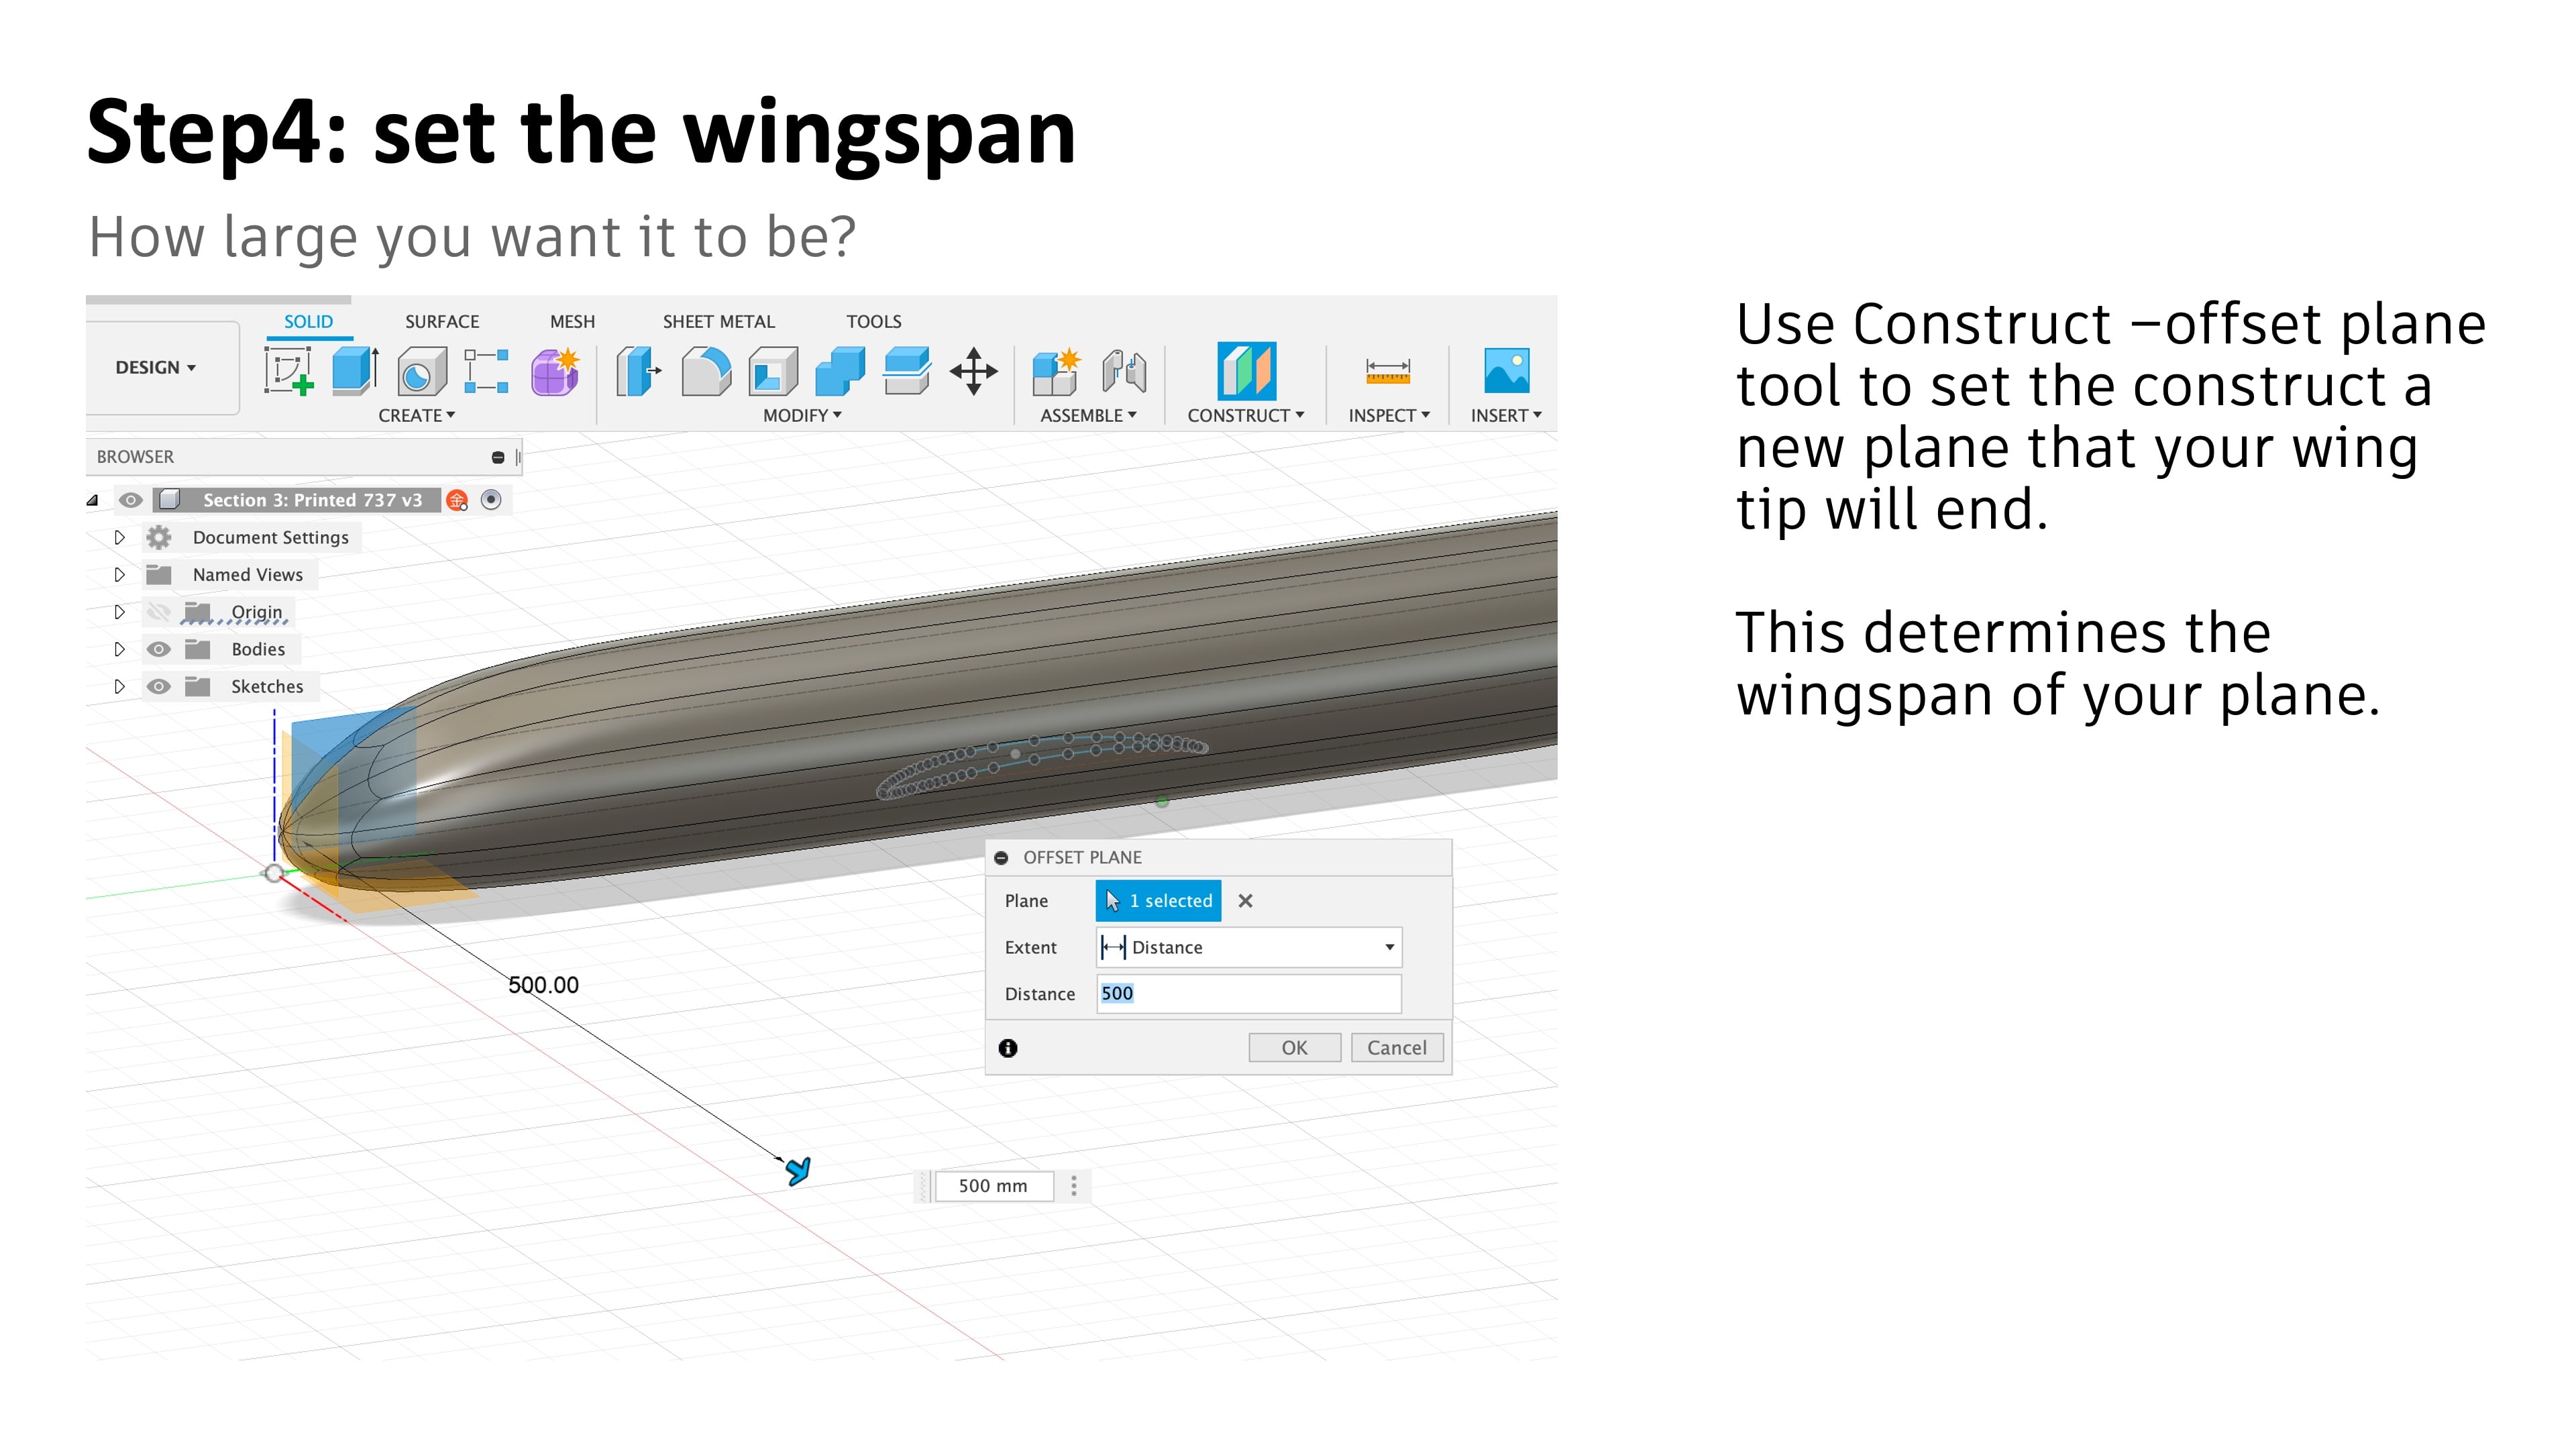 Step4: set the wingspan
How large you want it to be?
SOLID SURFACE MESH SHEET METAL TOOLS
DESIGN
CREATE MODIFY ASSEMBLE CONSTRUCT INSPECT INSERT
BROWSER
Section 3: Printed 737 v3 金
Document Settings
Named Views
Origin
Bodies
Sketches
OFFSET PLANE
Plane 1 selected
Extent Distance
Distance 500
OK Cancel
500.00
500 mm
Use Construct –offset plane
tool to set the construct a
new plane that your wing
tip will end.
This determines the
wingspan of your plane.